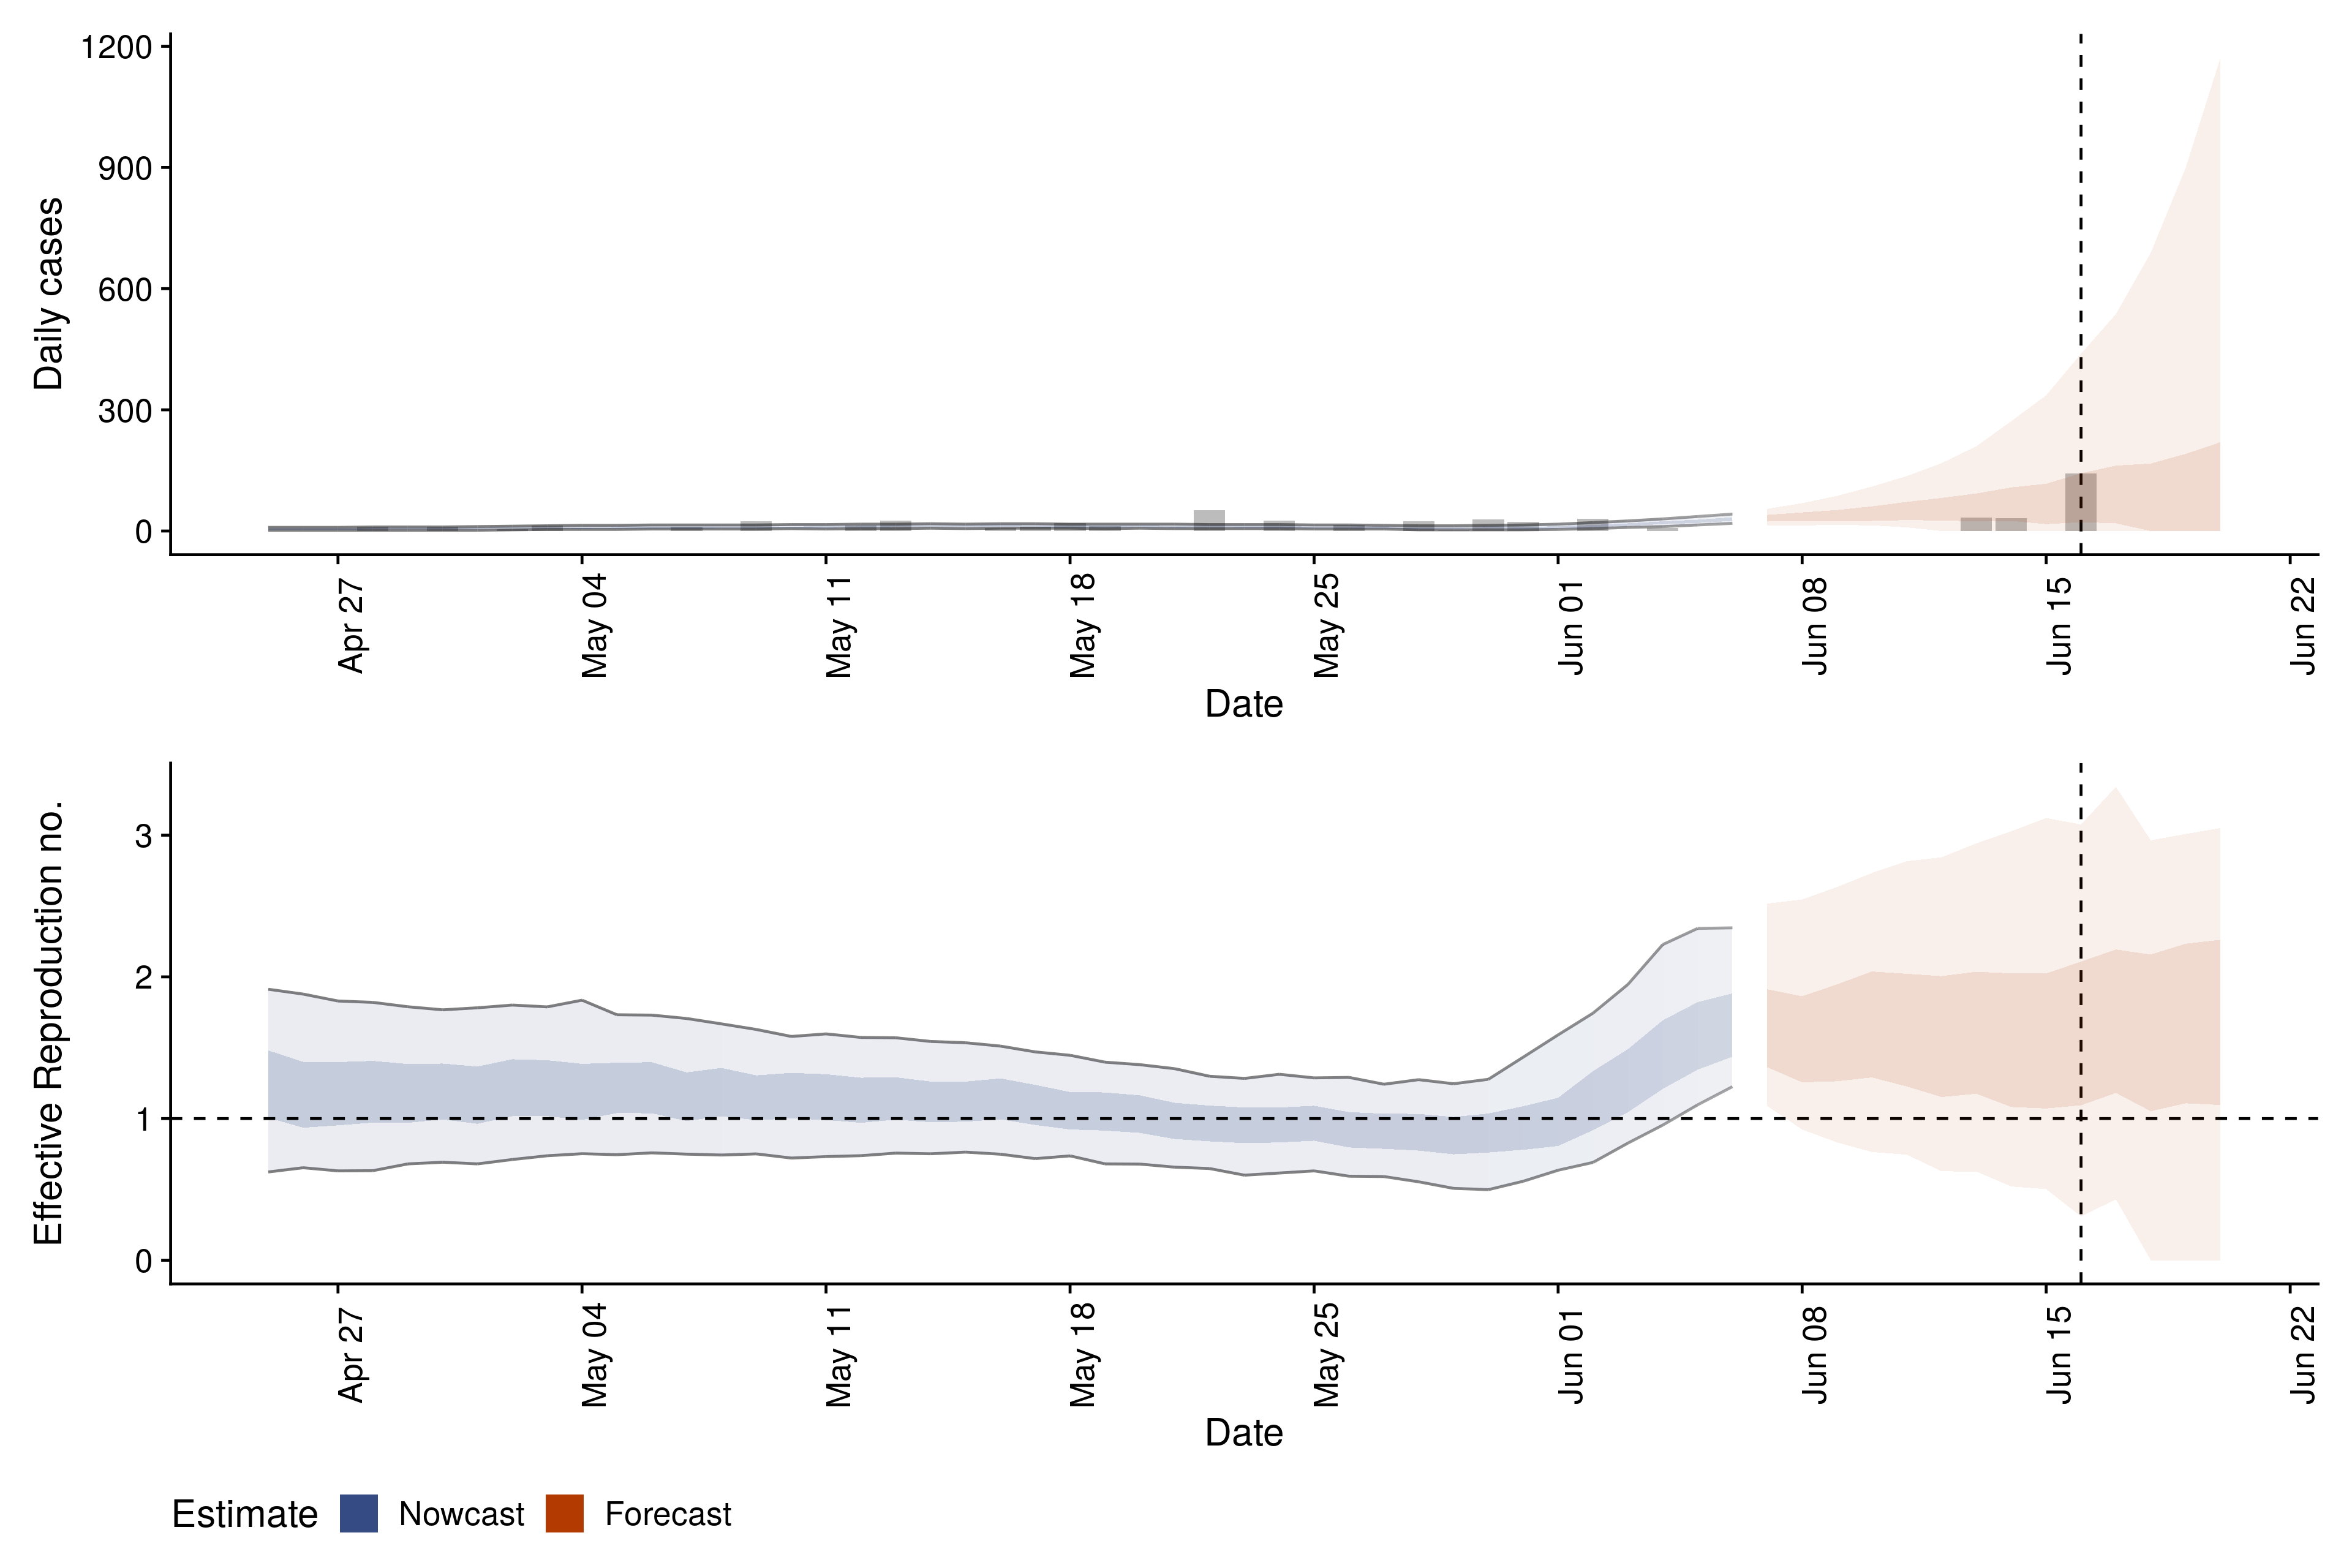 1200
900
600
300
0
Daily cases
Apr 27
May 04
May 11
May 18
May 25
Jun 01
Jun 08
Jun 15
Jun 22
Date
3
2
1
0
Effective Reproduction no.
Apr 27
May 04
May 11
May 18
May 25
Jun 01
Jun 08
Jun 15
Jun 22
Date
Estimate Nowcast Forecast